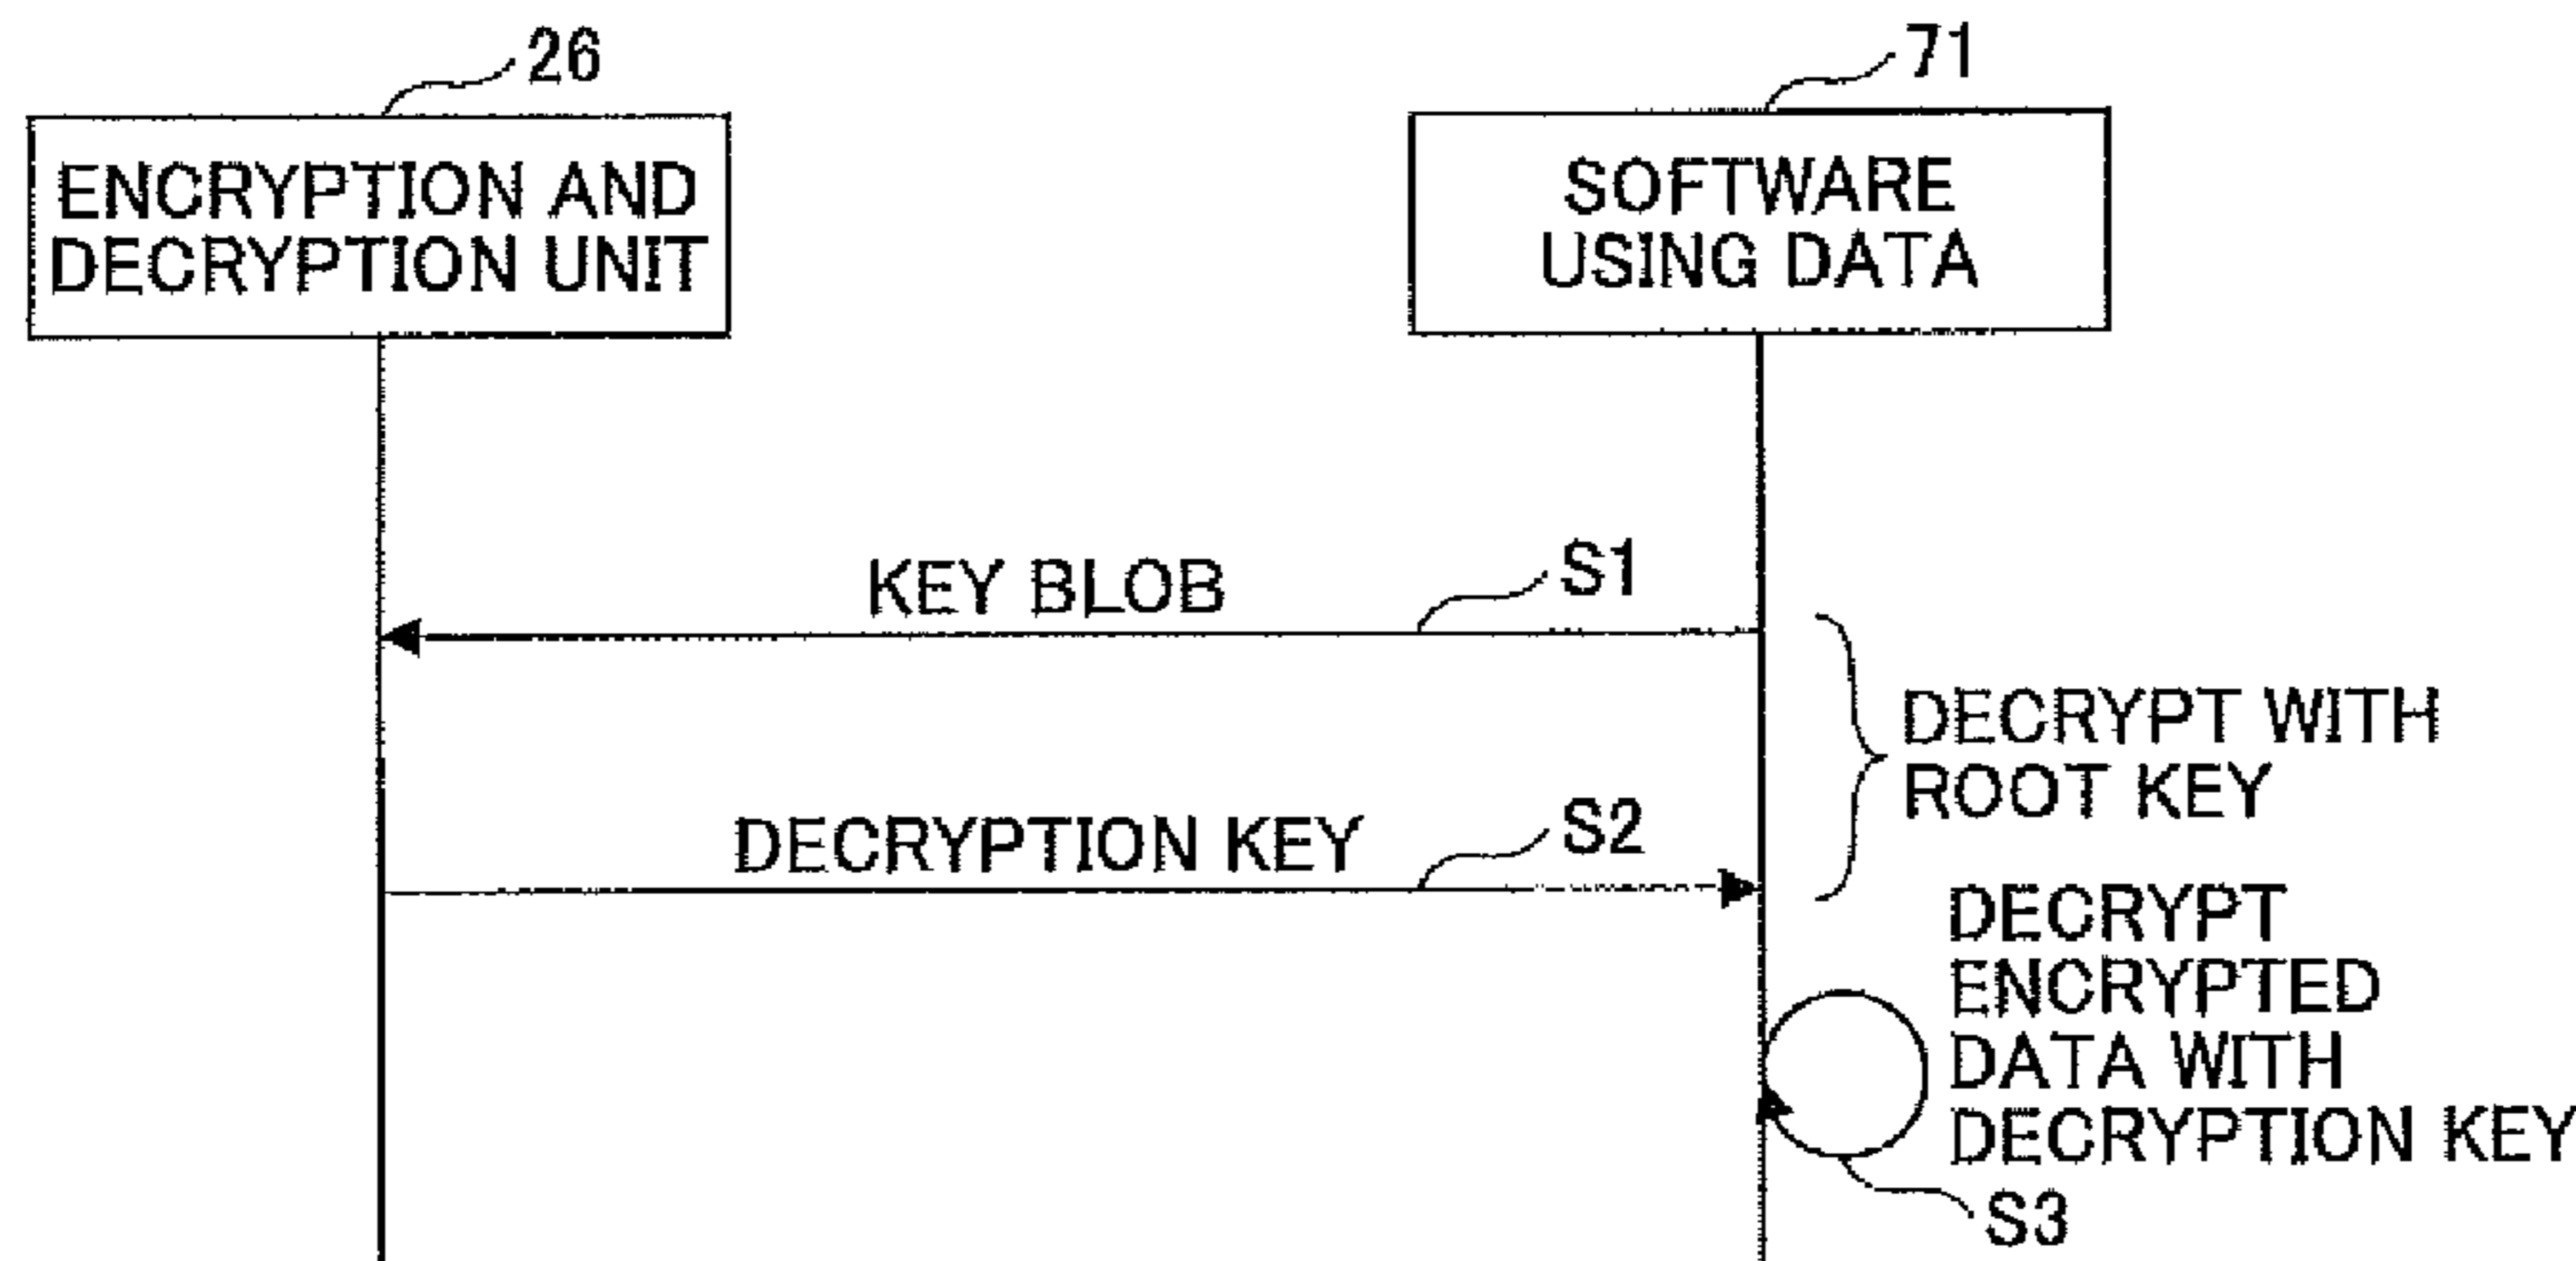 26
71
ENCRYPTION AND
DECRYPTION UNIT
SOFTWARE
USING DATA
KEY BLOB
S1
DECRYPT WITH
ROOT KEY
DECRYPTION KEY
S2
DECRYPT
ENCRYPTED
DATA WITH
DECRYPTION KEY
S3